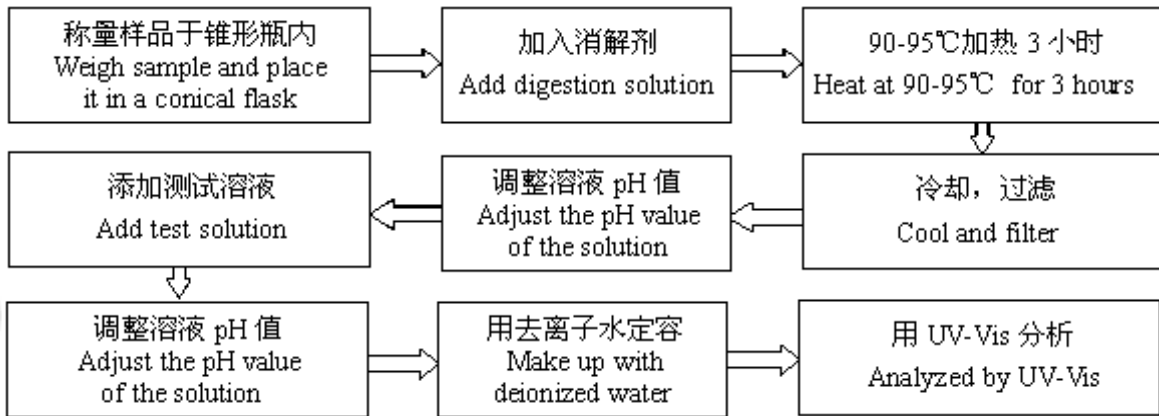 称量样品于锥形瓶内
Weigh sample and place
it in a conical flask
加入消解剂
Add digestion solution
90-95℃加热 3 小时
Heat at 90-95℃ for 3 hours
冷却，过滤
Cool and filter
调整溶液 pH 值
Adjust the pH value
of the solution
添加测试溶液
Add test solution
调整溶液 pH 值
Adjust the pH value
of the solution
用去离子水定容
Make up with
deionized water
用 UV-Vis 分析
Analyzed by UV-Vis